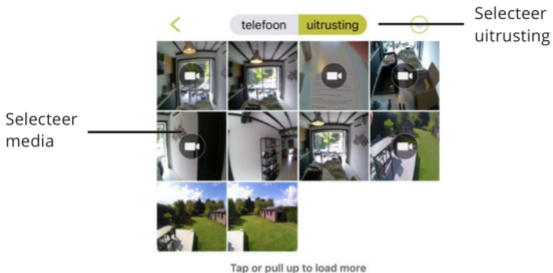 telefoon uitrusting
Selecteer
uitrusting
Selecteer
media
Tap or pull up to load more